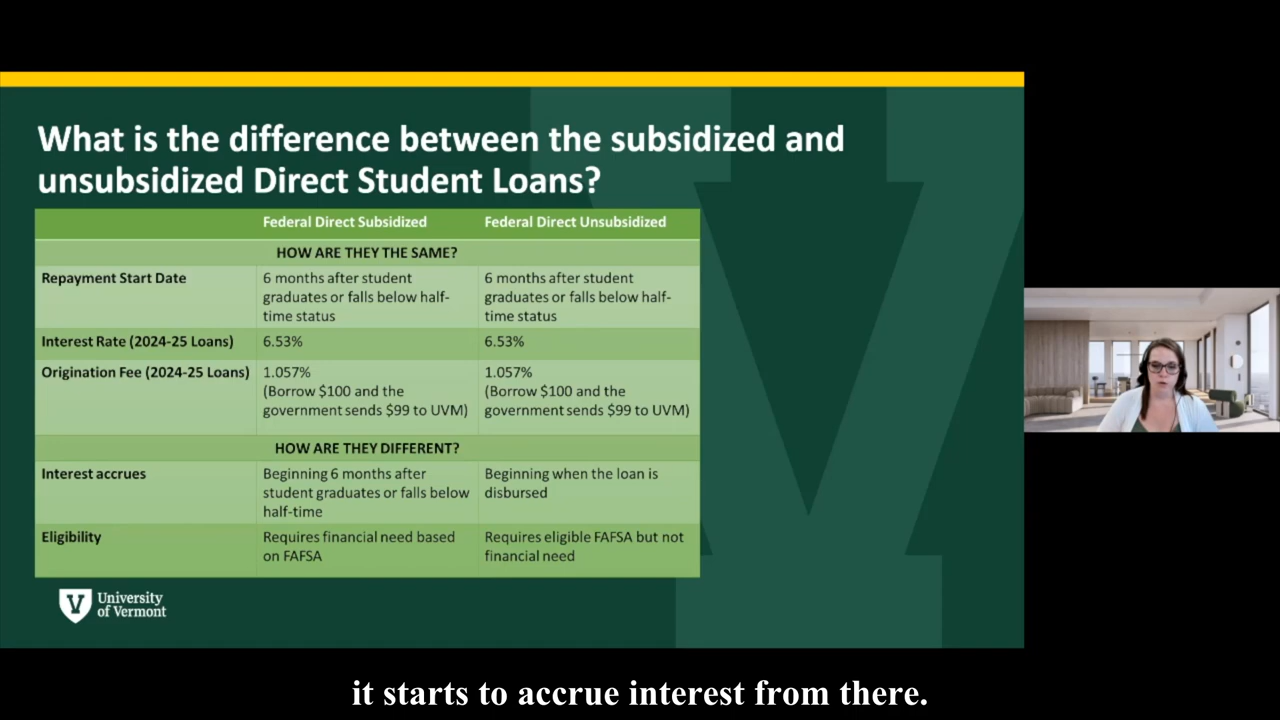 What is the difference between the subsidized and
unsubsidized Direct Student Loans?
Federal Direct Subsidized
Federal Direct Unsubsidized
HOW ARE THEY THE SAME?
Repayment Start Date
6 months after student
graduates or falls below half-
time status
6 months after student
graduates or falls below half-
time status
Interest Rate (2024-25 Loans)
6.53%
6.53%
Origination Fee (2024-25 Loans)
1.057%
(Borrow $100 and the
government sends $99 to UVM)
1.057%
(Borrow $100 and the
government sends $99 to UVM)
HOW ARE THEY DIFFERENT?
Interest accrues
Beginning 6 months after
student graduates or falls below
half-time
Beginning when the loan is
disbursed
Eligibility
Requires financial need based
on FAFSA
Requires eligible FAFSA but not
financial need
V
University
of Vermont
it starts to accrue interest from there.